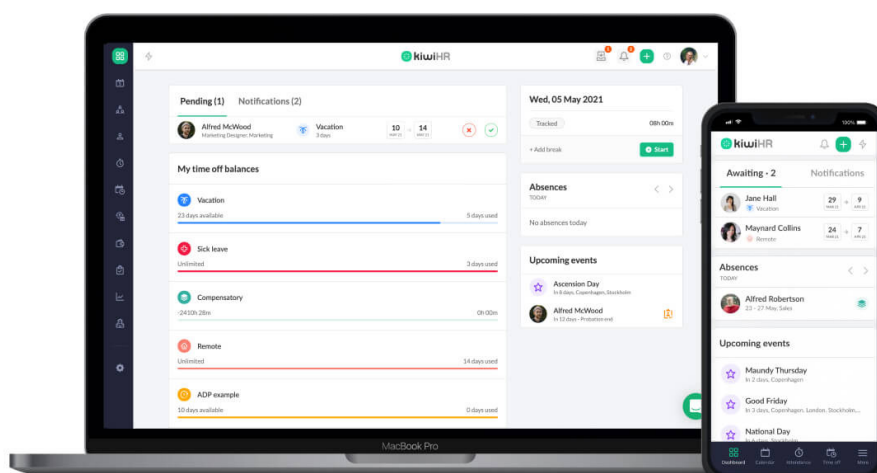 kiwiHR
Pending (1) Notifications (2)
Alfred McWood
Marketing Designer, Marketing
Vacation
3 days
10
14
My time off balances
Vacation
23 days available 5 days used
Sick leave
Unlimited 3 days used
Compensatory
-2410h 28m 0h 00m
Remote
Unlimited 14 days used
ADP example
10 days available 0 days used
Wed, 05 May 2021
Tracked 08h 00m
+ Add break Start
Absences
TODAY
No absences today
Upcoming events
Ascension Day
In 8 days, Copenhagen, Stockholm
Alfred McWood
In 12 days - Probation end
MacBook Pro
100%
kiwiHR
Awaiting - 2 Notifications
Jane Hall
Vacation
29
9
Maynard Collins
Remote
24
7
Absences
TODAY
Alfred Robertson
23 - 27 May, Sales
Upcoming events
Maundy Thursday
In 2 days, Copenhagen
Good Friday
In 3 days, Copenhagen, London, Stockholm,...
National Day
In 6 days, Stockholm
Dashboard Calendar Attendance Time off More